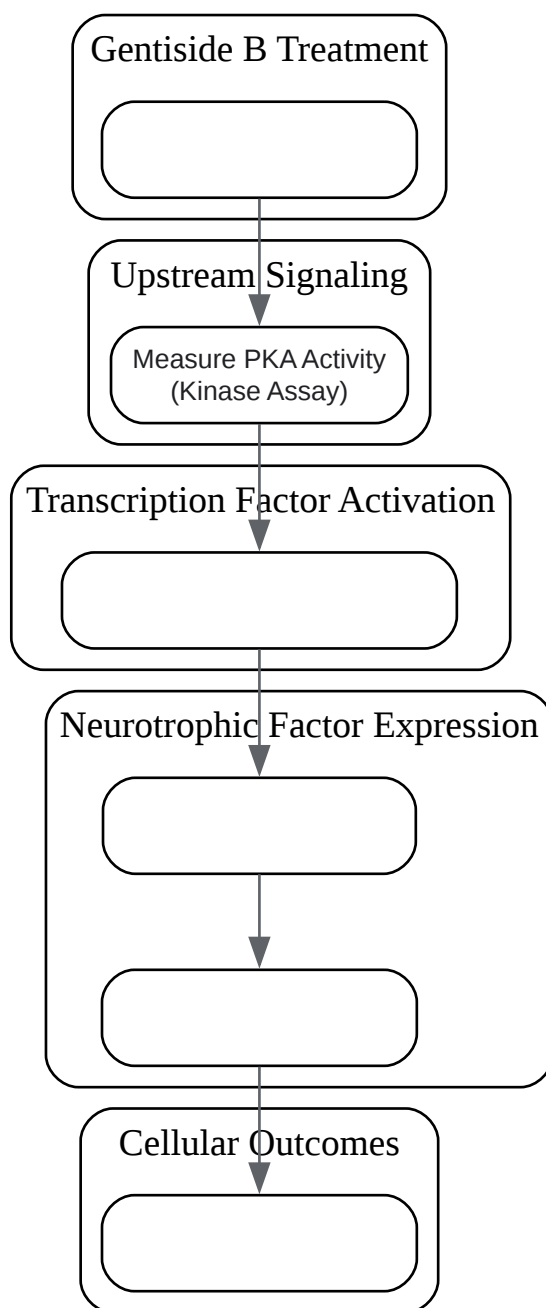 Gentiside B Treatment
Upstream Signaling
Measure PKA Activity
(Kinase Assay)
Transcription Factor Activation
Neurotrophic Factor Expression
Cellular Outcomes